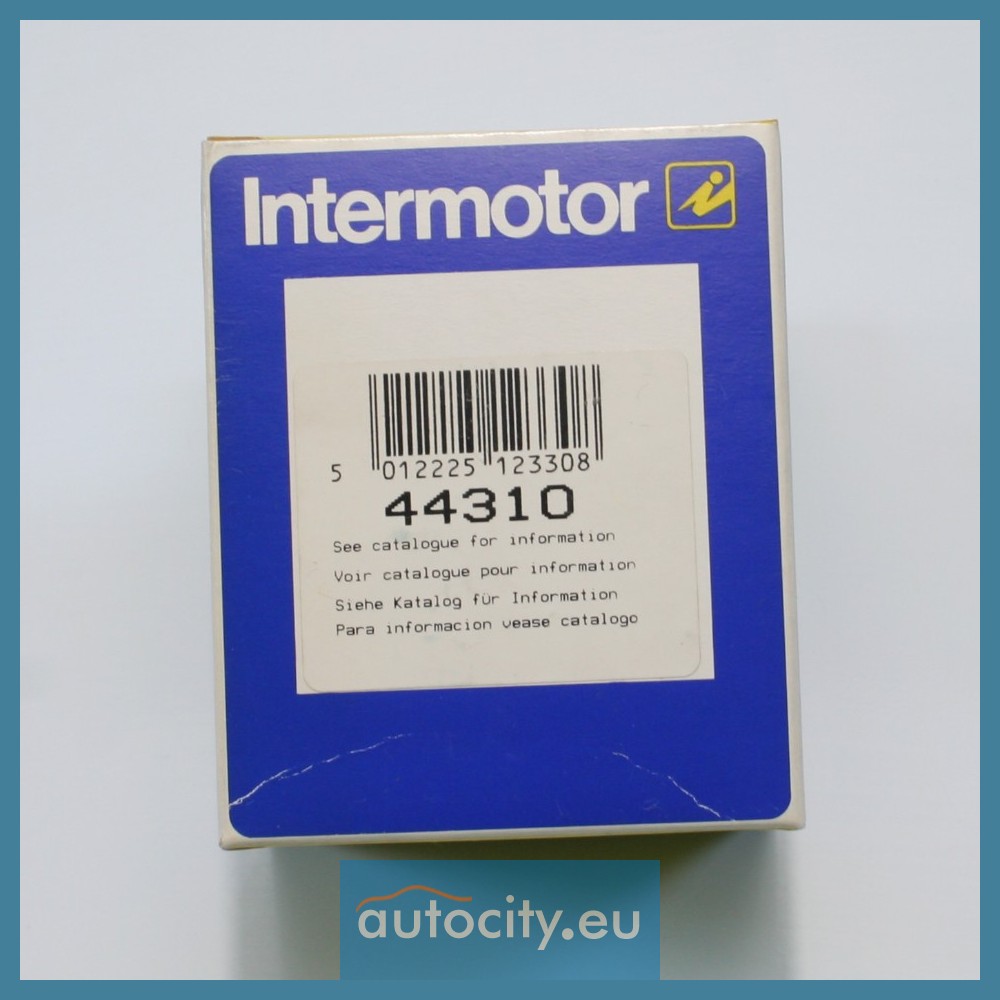 Intermotor
5 012225 123308
44310
See catalogue for information
Voir catalogue pour information
Siehe Katalog für Information
Para informacion vease catalogo
autocity.eu